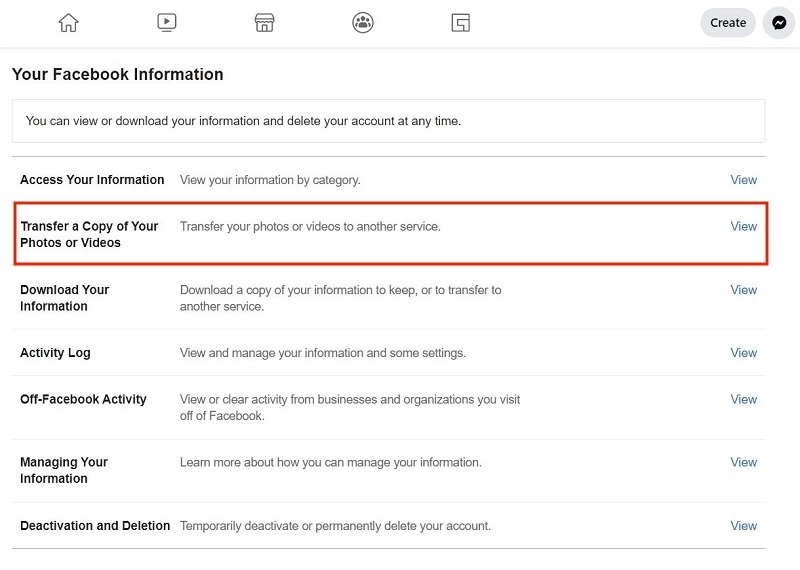 Create
Your Facebook Information
You can view or download your information and delete your account at any time.
Access Your Information View your information by category. View
Transfer a Copy of Your Transfer your photos or videos to another service. View
Photos or Videos
Download Your Download a copy of your information to keep, or to transfer to View
Information another service.
Activity Log View and manage your information and some settings. View
Off-Facebook Activity View or clear activity from businesses and organizations you visit View
off of Facebook.
Managing Your Learn more about how you can manage your information. View
Information
Deactivation and Deletion Temporarily deactivate or permanently delete your account. View